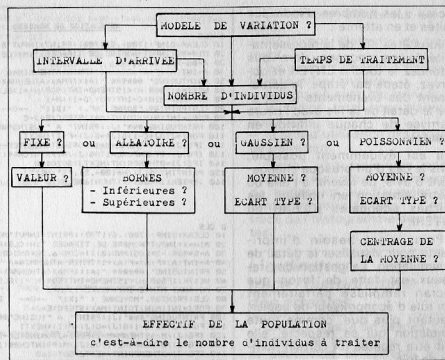 MODELE DE VARIATION ?
INTERVALLE D'ARRIVEE
TEMPS DE TRAITEMENT
NOMBRE D'INDIVIDUS
FIXE ? ou ALEATOIRE ? ou GAUSSIEN ? ou POISSONNIEN ?
VALEUR ?
BORNES
- Inférieures ?
- Supérieures ?
MOYENNE ?
ECART TYPE ?
MOYENNE ?
ECART TYPE ?
CENTRAGE DE
LA MOYENNE ?
EFFECTIF DE LA POPULATION
c'est-à-dire le nombre d'individus à traiter